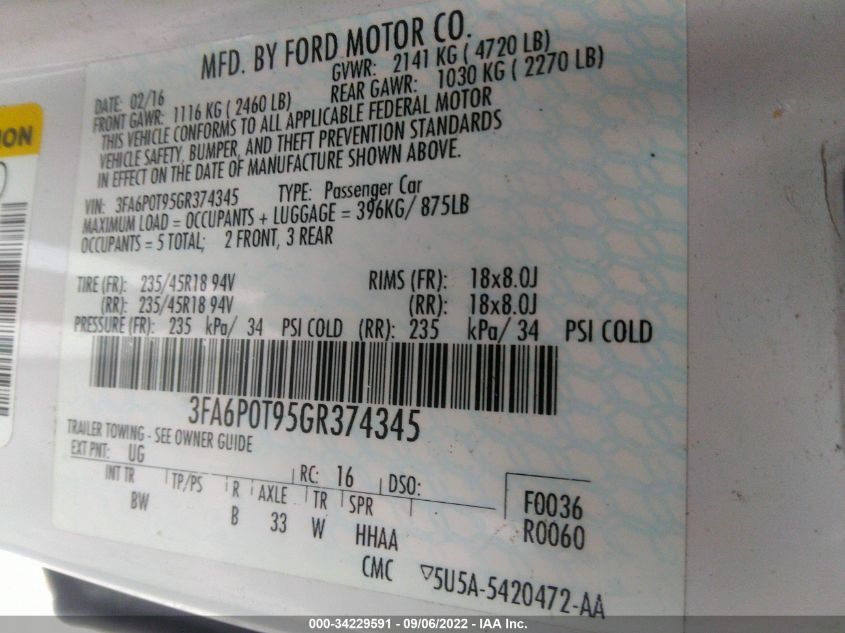 MFD. BY FORD MOTOR CO.
DATE: 02/16 GVWR: 2141 KG ( 4720 LB)
FRONT GAWR: 1116 KG ( 2460 LB) REAR GAWR: 1030 KG ( 2270 LB)
THIS VEHICLE CONFORMS TO ALL APPLICABLE FEDERAL MOTOR
VEHICLE SAFETY, BUMPER, AND THEFT PREVENTION STANDARDS
IN EFFECT ON THE DATE OF MANUFACTURE SHOWN ABOVE.
VIN: 3FA6P0T95GR374345 TYPE: Passenger Car
MAXIMUM LOAD = OCCUPANTS + LUGGAGE = 396KG/ 875LB
OCCUPANTS = 5 TOTAL; 2 FRONT, 3 REAR
TIRE (FR): 235/45R18 94V RIMS (FR): 18x8.0J
(RR): 235/45R18 94V (RR): 18x8.0J
PRESSURE (FR): 235 kPa/ 34 PSI COLD (RR): 235 kPa/ 34 PSI COLD
3FA6P0T95GR374345
TRAILER TOWING - SEE OWNER GUIDE
EXT PNT: UG RC: 16 DSO:
INT TR TP/PS R AXLE TR SPR F0036
BW B 33 W HHAA R0060
CMC ▽5U5A-5420472-AA
000-34229591 - 09/06/2022 - IAA Inc.